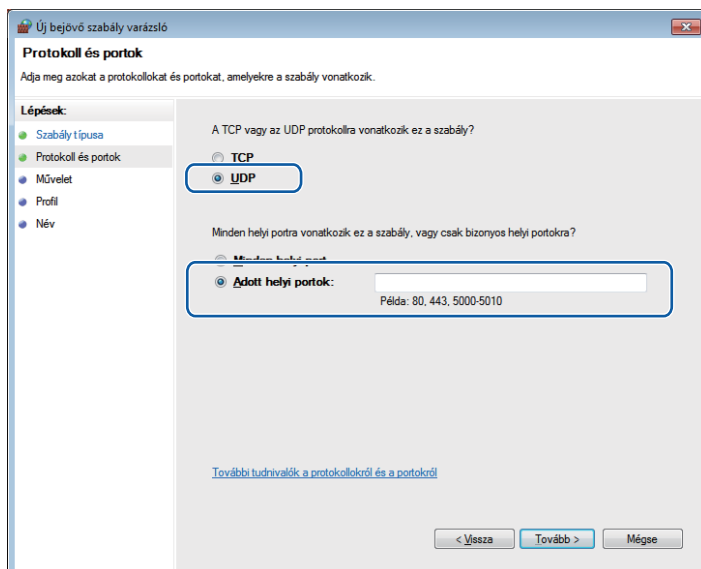 Új bejövő szabály varázsló
Protokoll és portok
Adja meg azokat a protokollokat és portokat, amelyekre a szabály vonatkozik.
Lépések:
Szabály típusa
Protokoll és portok
Művelet
Profil
Név
A TCP vagy az UDP protokollra vonatkozik ez a szabály?
TCP
UDP
Minden helyi portra vonatkozik ez a szabály, vagy csak bizonyos helyi portokra?
Minden helyi port
Adott helyi portok:
Példa: 80, 443, 5000-5010
További tudnivalók a protokollokról és a portokról
< Vissza
Tovább >
Mégse